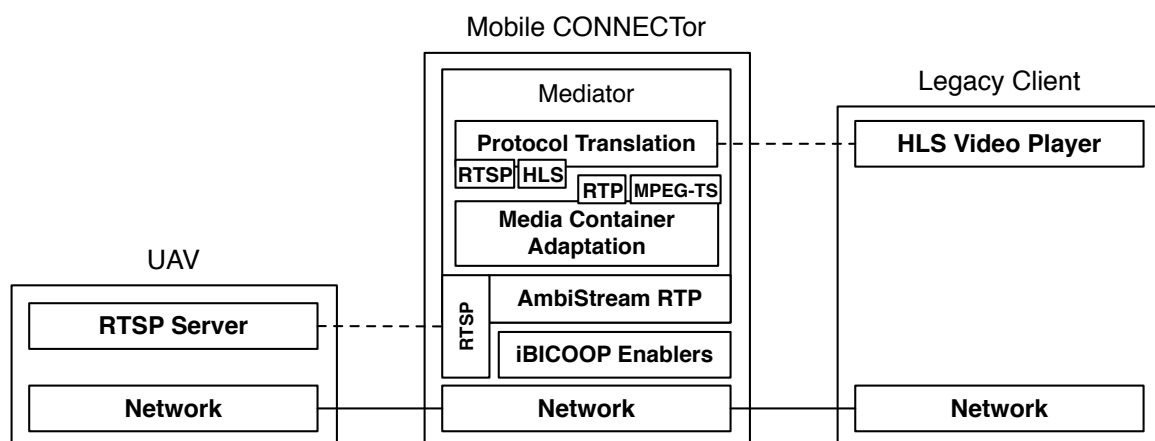 Mobile CONNECTor
Mediator
Legacy Client
Protocol Translation
HLS Video Player
RTSP HLS
RTP MPEG-TS
Media Container
Adaptation
UAV
RTSP Server
RTSP
AmbiStream RTP
iBICOOP Enablers
Network
Network
Network